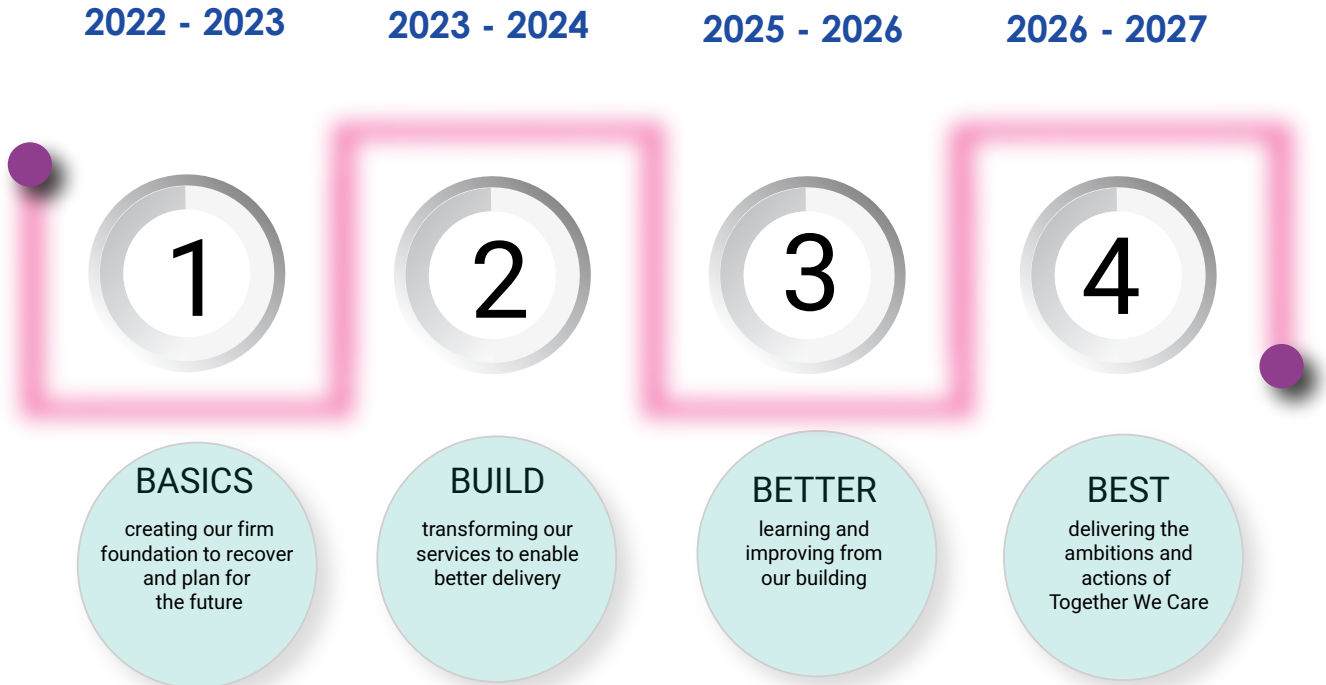 2022 - 2023
2023 - 2024
2025 - 2026
2026 - 2027
1
2
3
4
BASICS
creating our firm
foundation to recover
and plan for
the future
BUILD
transforming our
services to enable
better delivery
BETTER
learning and
improving from
our building
BEST
delivering the
ambitions and
actions of
Together We Care